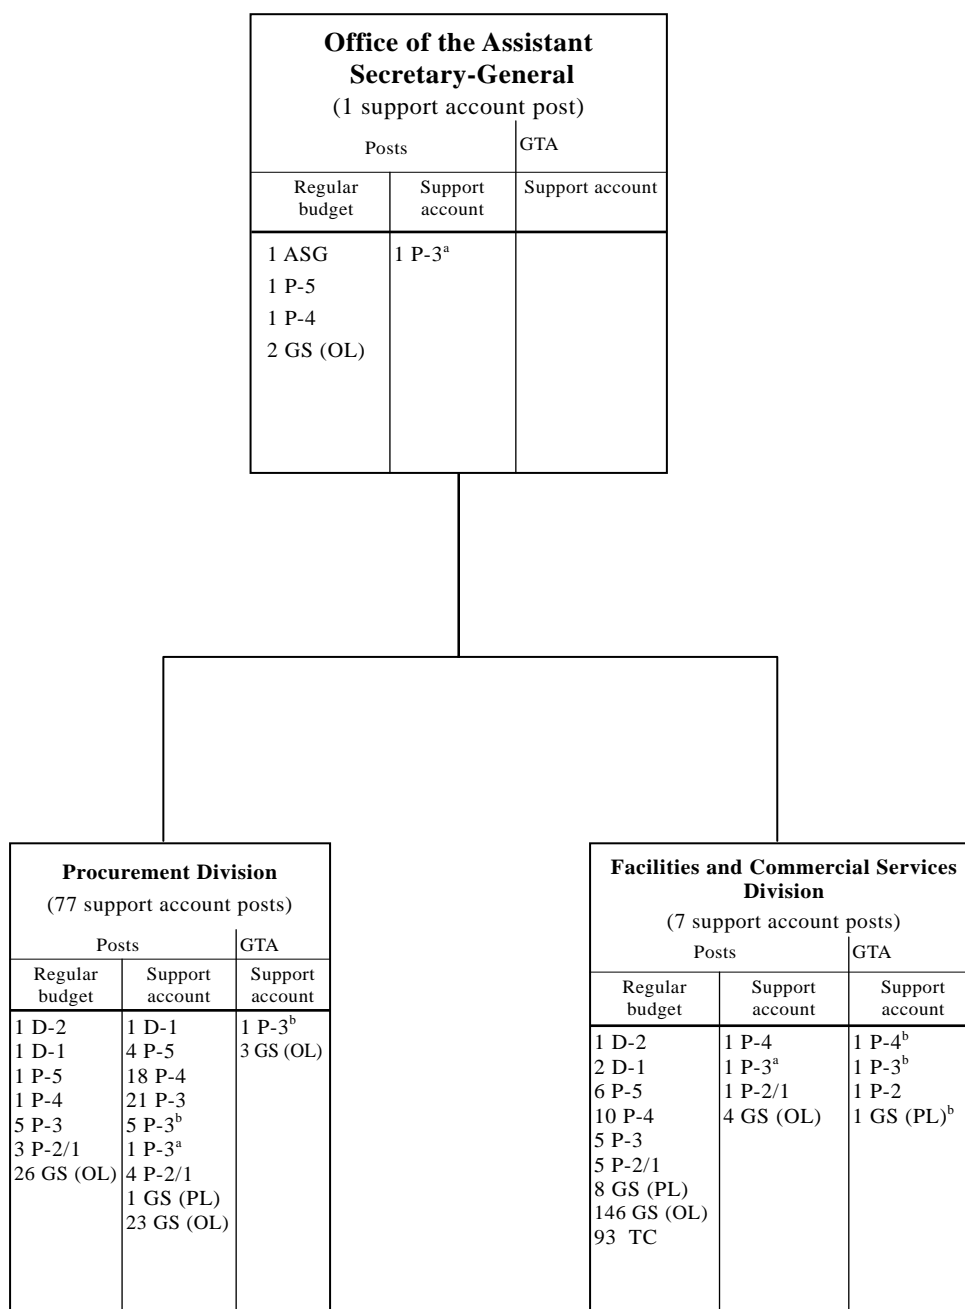 Office of the Assistant
Secretary-General
(1 support account post)
Posts GTA
Regular budget Support account Support account
1 ASG 1 P-3ᵃ
1 P-5
1 P-4
2 GS (OL)
Procurement Division
(77 support account posts)
Posts GTA
Regular budget Support account Support account
1 D-2 1 D-1 1 P-3ᵇ
1 D-1 4 P-5 3 GS (OL)
1 P-5 18 P-4
1 P-4 21 P-3
5 P-3 5 P-3ᵇ
3 P-2/1 1 P-3ᵃ
26 GS (OL) 4 P-2/1
1 GS (PL)
23 GS (OL)
Facilities and Commercial Services
Division
(7 support account posts)
Posts GTA
Regular budget Support account Support account
1 D-2 1 P-4 1 P-4ᵇ
2 D-1 1 P-3ᵃ 1 P-3ᵇ
6 P-5 1 P-2/1 1 P-2
10 P-4 4 GS (OL) 1 GS (PL)ᵇ
5 P-3
5 P-2/1
8 GS (PL)
146 GS (OL)
93 TC